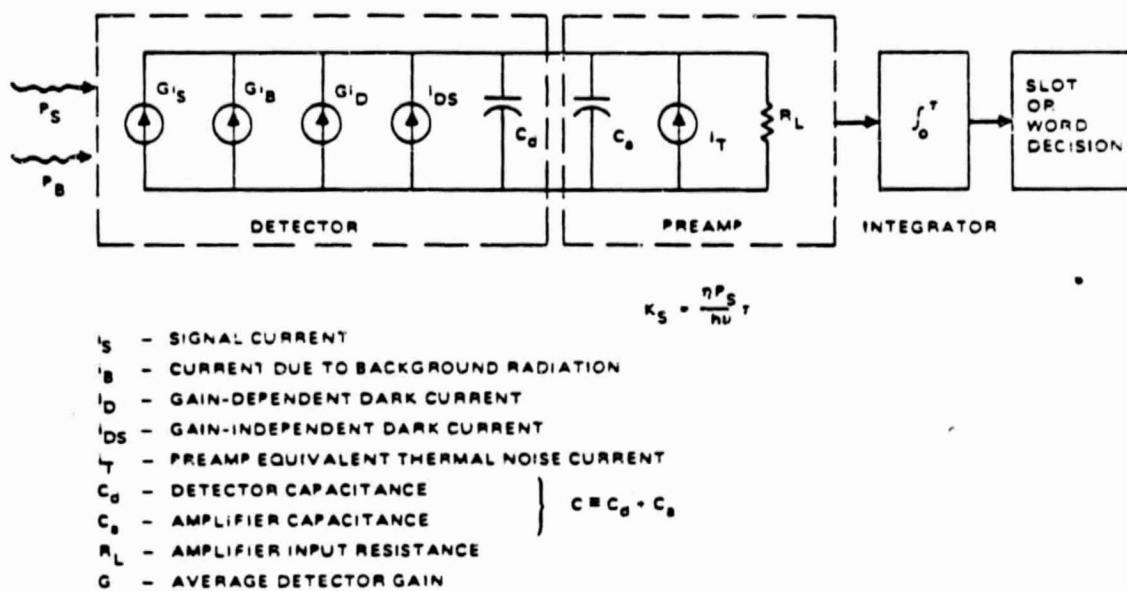 P_S
P_B
Gi_S
Gi_B
Gi_D
i_DS
C_d
C_a
i_T
R_L
∫_0^T
SLOT
OR
WORD
DECISION
DETECTOR
PREAMP
INTEGRATOR
K_S = ηP_S/hν T
i_S – SIGNAL CURRENT
i_B – CURRENT DUE TO BACKGROUND RADIATION
i_D – GAIN-DEPENDENT DARK CURRENT
i_DS – GAIN-INDEPENDENT DARK CURRENT
i_T – PREAMP EQUIVALENT THERMAL NOISE CURRENT
C_d – DETECTOR CAPACITANCE
C_a – AMPLIFIER CAPACITANCE
C ≡ C_d + C_a
R_L – AMPLIFIER INPUT RESISTANCE
G – AVERAGE DETECTOR GAIN